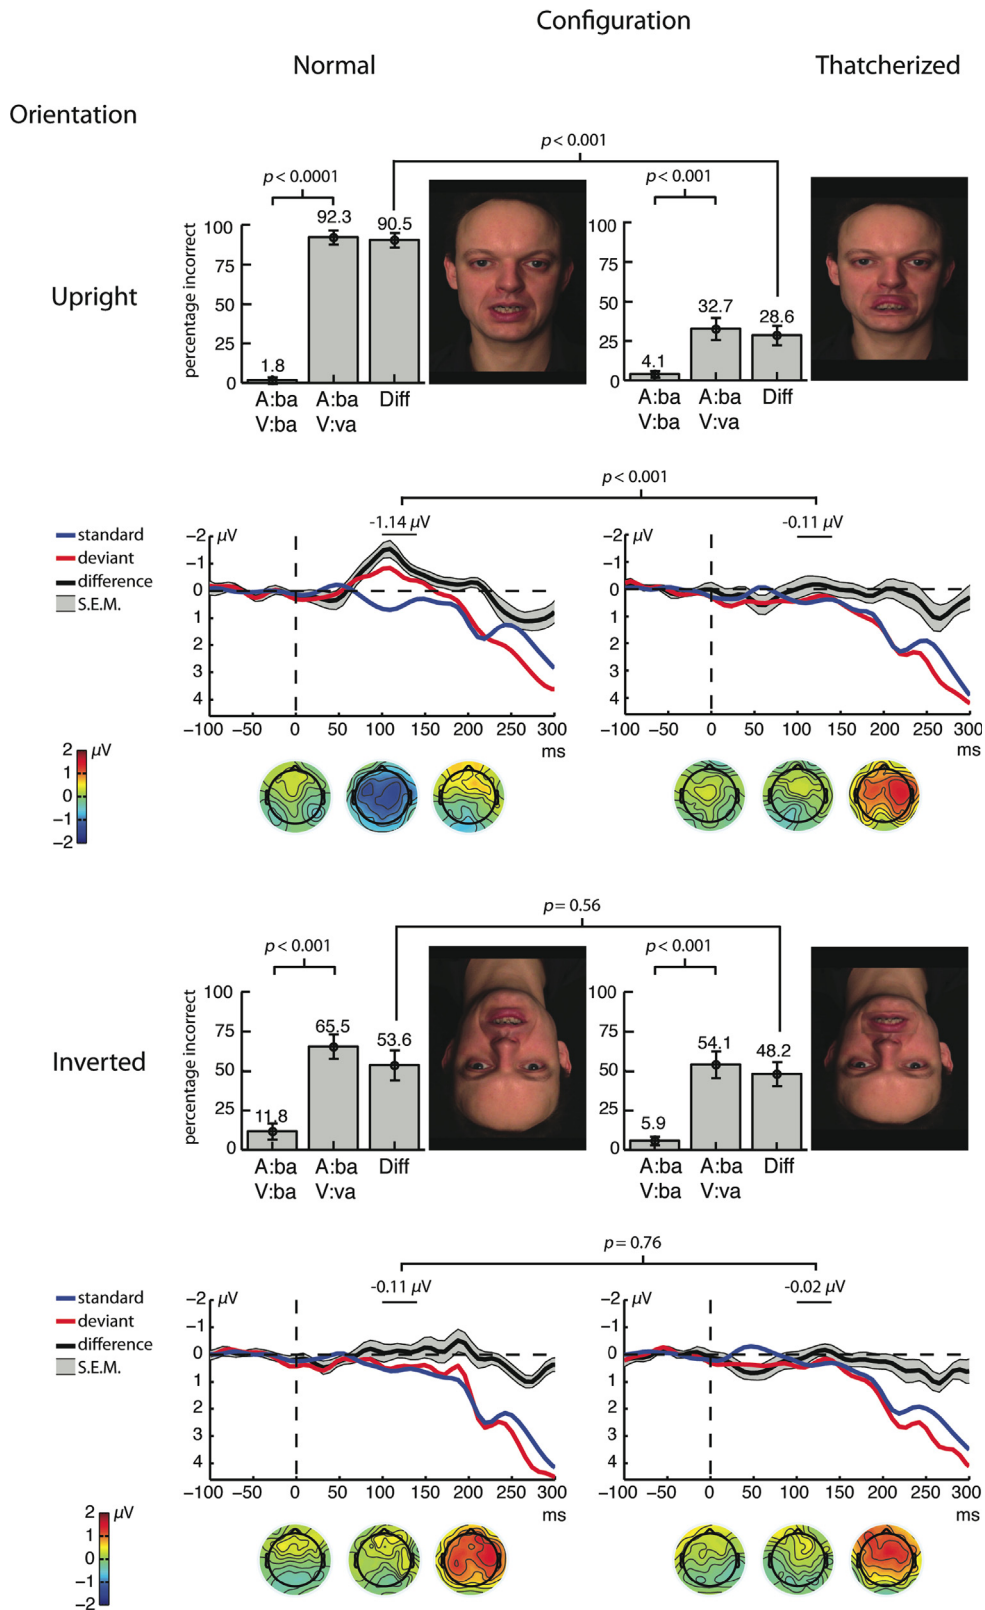 Configuration
Normal
Thatcherized
Orientation
p < 0.001
p < 0.0001
p < 0.001
Upright
percentage incorrect
100
75
50
25
0
1.8
92.3
90.5
A:ba
V:ba
A:ba
V:va
Diff
100
75
50
25
0
4.1
32.7
28.6
A:ba
V:ba
A:ba
V:va
Diff
p < 0.001
-1.14 µV
-0.11 µV
standard
deviant
difference
S.E.M.
−2 µV
−1
0
1
2
3
4
−100 −50 0 50 100 150 200 250 300
ms
−2 µV
−1
0
1
2
3
4
−100 −50 0 50 100 150 200 250 300
ms
2 µV
1
0
−1
−2
p = 0.56
p < 0.001
p < 0.001
Inverted
percentage incorrect
100
75
50
25
0
11.8
65.5
53.6
A:ba
V:ba
A:ba
V:va
Diff
100
75
50
25
0
5.9
54.1
48.2
A:ba
V:ba
A:ba
V:va
Diff
p = 0.76
-0.11 µV
-0.02 µV
standard
deviant
difference
S.E.M.
−2 µV
−1
0
1
2
3
4
−100 −50 0 50 100 150 200 250 300
ms
−2 µV
−1
0
1
2
3
4
−100 −50 0 50 100 150 200 250 300
ms
2 µV
1
0
−1
−2